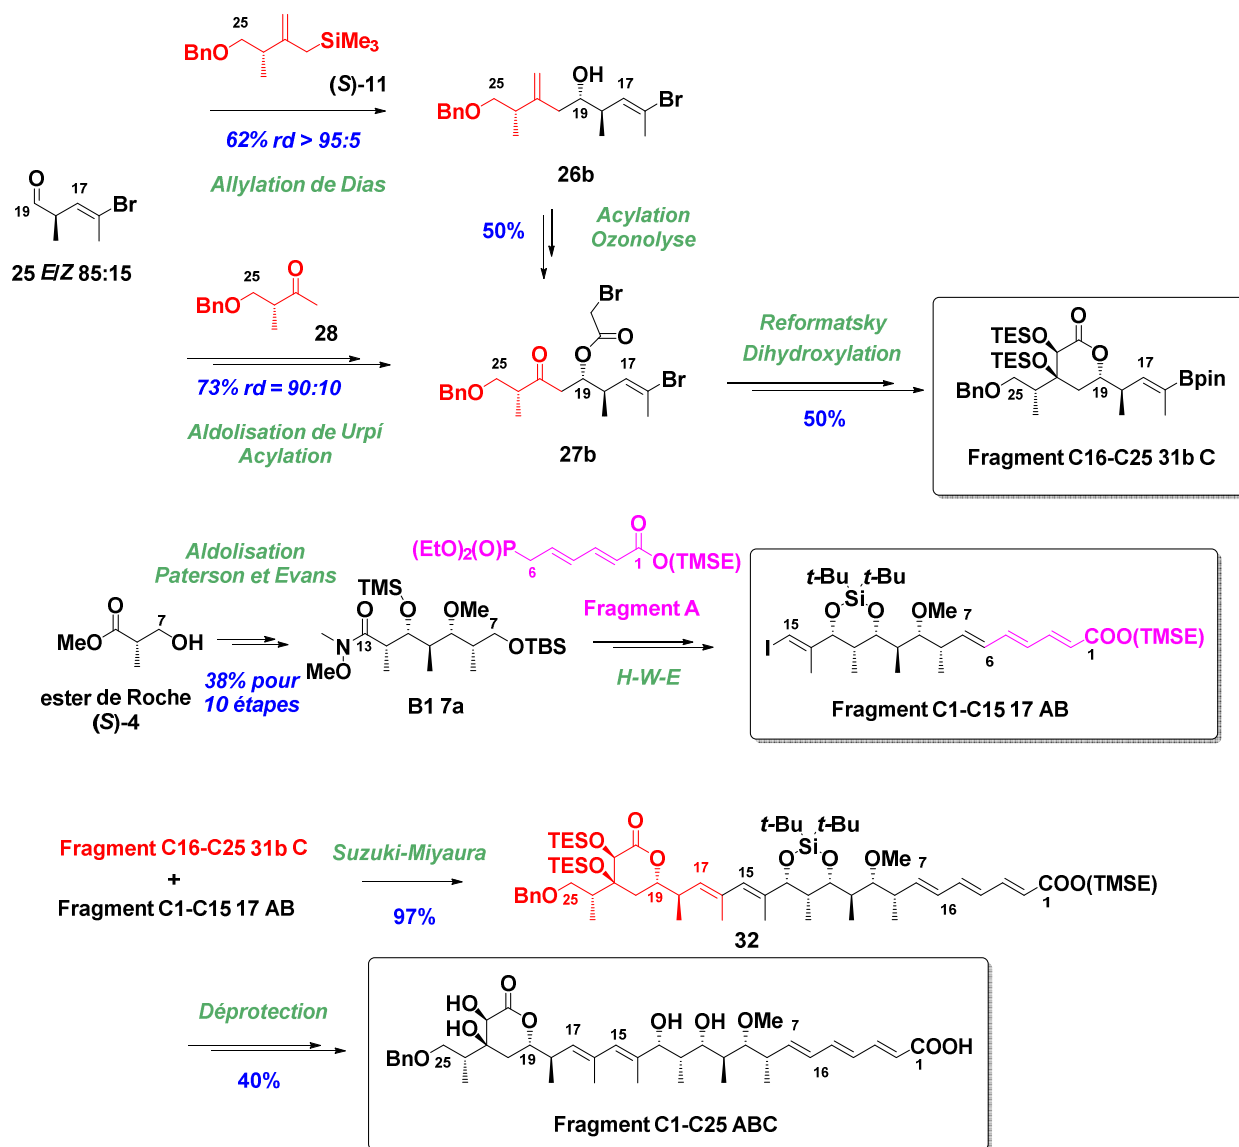 25
BnO
SiMe3
(S)-11
62% rd > 95:5
Allylation de Dias
25
OH
17
BnO
19
Br
26b
O
17
19
Br
25 E/Z 85:15
50%
Acylation
Ozonolyse
25
O
BnO
28
73% rd = 90:10
Aldolisation de Urpí
Acylation
Br
O
25
O
O
17
BnO
19
Br
27b
Reformatsky
Dihydroxylation
50%
O
TESO
TESO
O
17
BnO
25
19
Bpin
Fragment C16-C25 31b C
Aldolisation
Paterson et Evans
O
7
MeO
OH
ester de Roche
(S)-4
38% pour
10 étapes
TMS
O
O
OMe
7
N
13
OTBS
MeO
B1 7a
(EtO)2(O)P
6
O
1
O(TMSE)
Fragment A
H-W-E
t-Bu
t-Bu
Si
O
O
OMe
7
15
I
6
COO(TMSE)
1
Fragment C1-C15 17 AB
Fragment C16-C25 31b C
+
Fragment C1-C15 17 AB
Suzuki-Miyaura
97%
O
TESO
TESO
O
BnO
25
19
17
15
t-Bu
t-Bu
Si
O
O
OMe
7
16
COO(TMSE)
1
32
Déprotection
40%
O
HO
HO
O
BnO
25
19
17
15
OH
OH
OMe
7
16
COOH
1
Fragment C1-C25 ABC